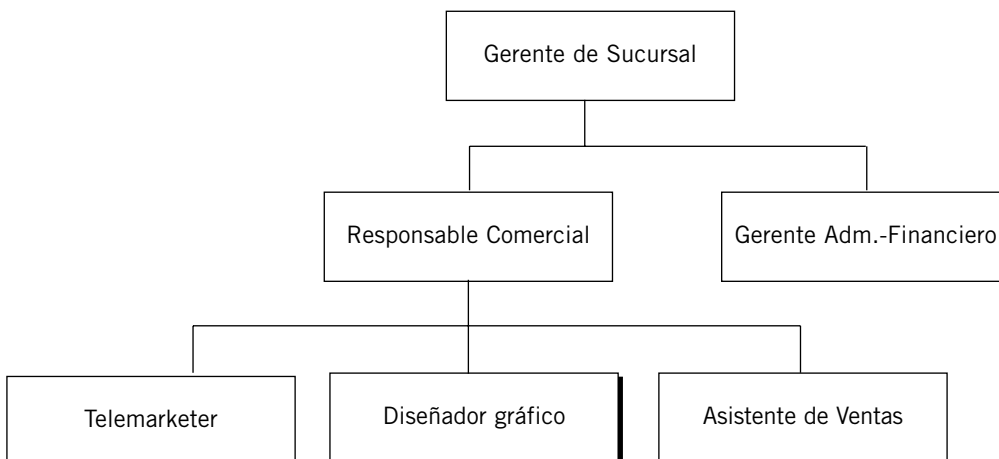 Gerente de Sucursal
Responsable Comercial
Gerente Adm.-Financiero
Telemarketer
Diseñador gráfico
Asistente de Ventas